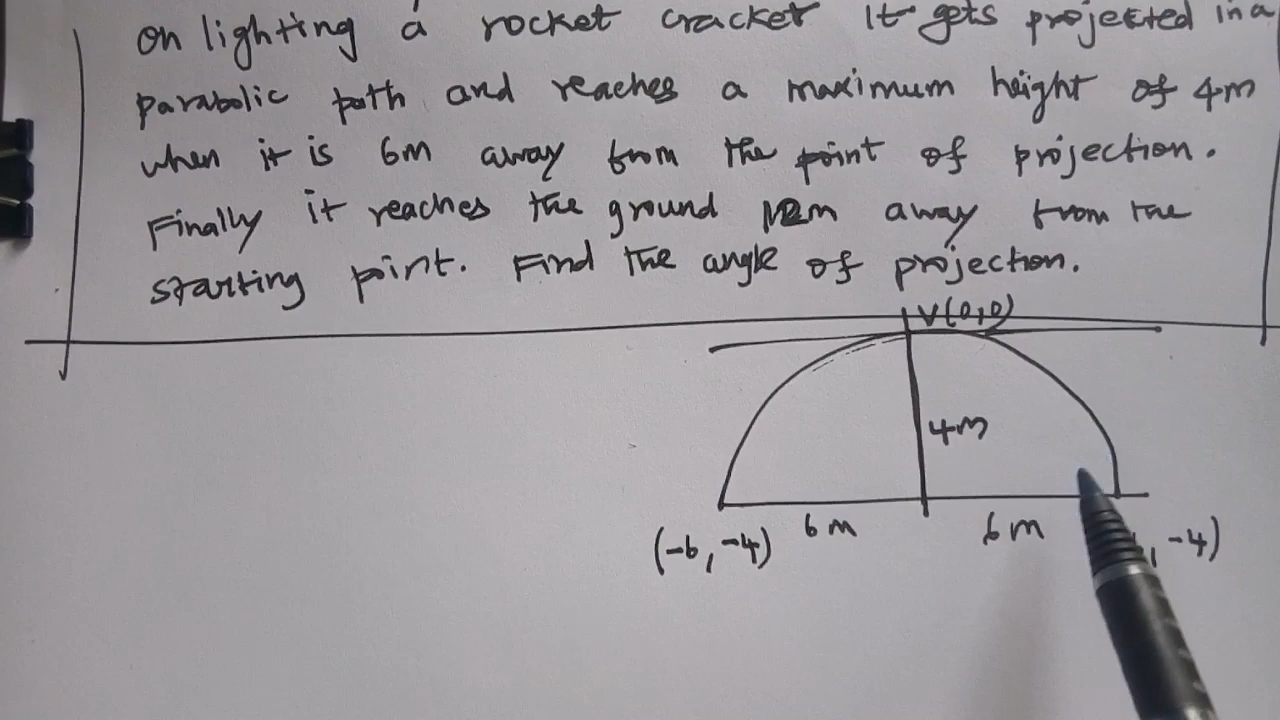 on lighting a rocket cracket it gets projected in a
parabolic path and reaches a maximum height of 4m
when it is 6m away from the point of projection.
Finally it reaches the ground 12m away from the
starting point. Find the angle of projection.
V(0,0)
4m
6m 6m
(-6, -4) , -4)